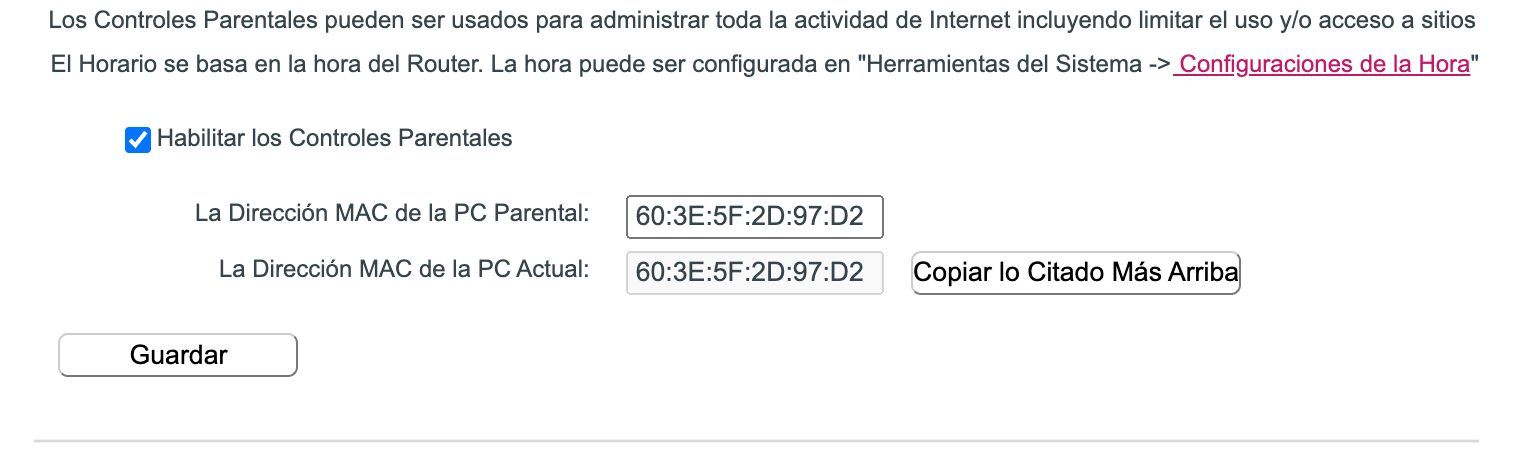 Los Controles Parentales pueden ser usados para administrar toda la actividad de Internet incluyendo limitar el uso y/o acceso a sitios
El Horario se basa en la hora del Router. La hora puede ser configurada en "Herramientas del Sistema -> Configuraciones de la Hora"
Habilitar los Controles Parentales
La Dirección MAC de la PC Parental: 60:3E:5F:2D:97:D2
La Dirección MAC de la PC Actual: 60:3E:5F:2D:97:D2 Copiar lo Citado Más Arriba
Guardar